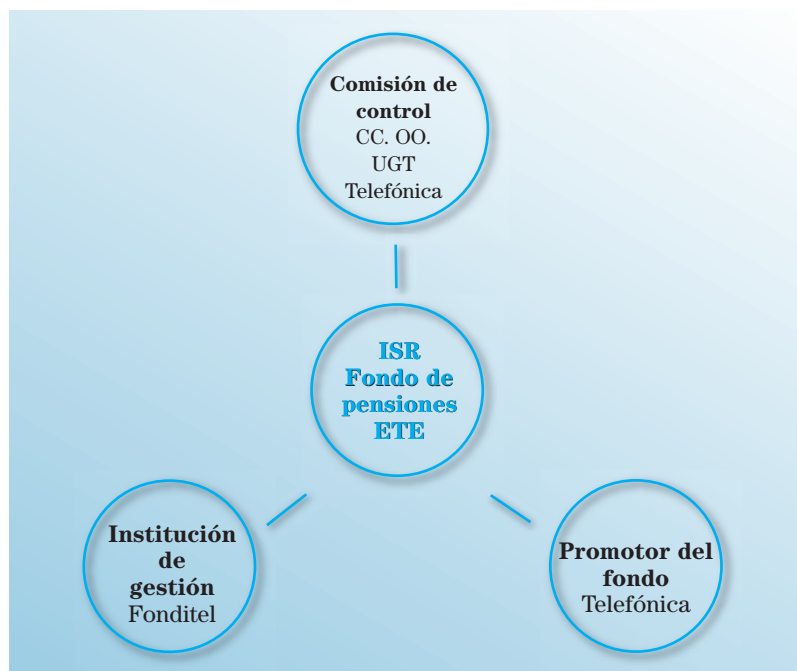 Comisión de
control
CC. OO.
UGT
Telefónica
ISR
Fondo de
pensiones
ETE
Institución
de
gestión
Fonditel
Promotor del
fondo
Telefónica